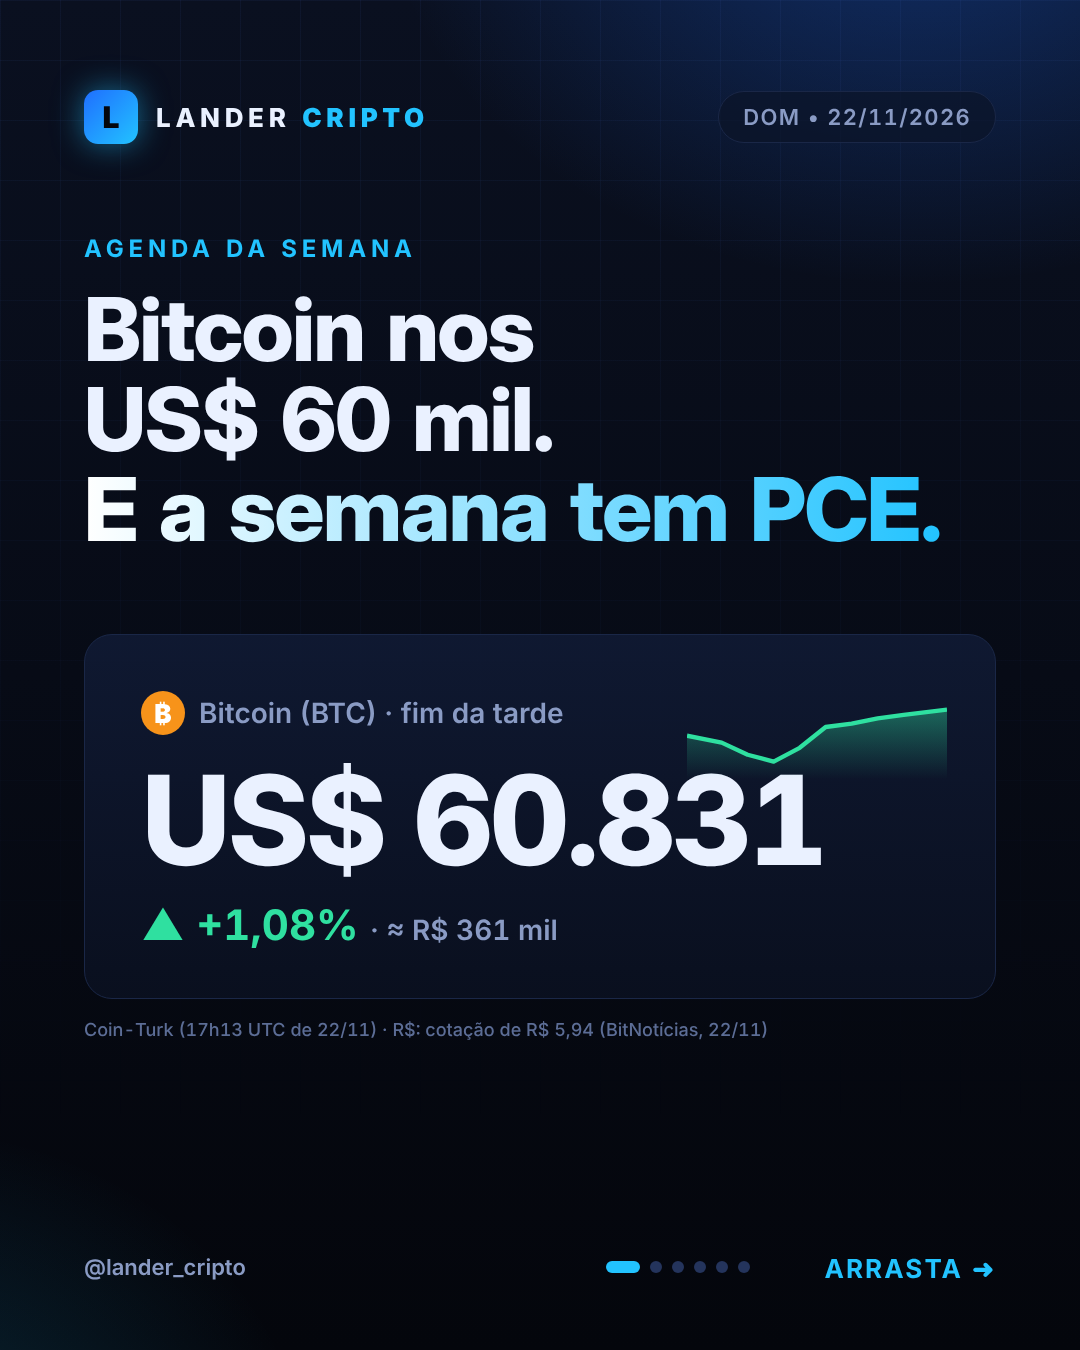 L LANDER CRIPTO
DOM • 22/11/2026
AGENDA DA SEMANA
Bitcoin nos
US$ 60 mil.
E a semana tem PCE.
Bitcoin (BTC) · fim da tarde
US$ 60.831
▲ +1,08% · ≈ R$ 361 mil
Coin-Turk (17h13 UTC de 22/11) · R$: cotação de R$ 5,94 (BitNotícias, 22/11)
@lander_cripto
ARRASTA ➜